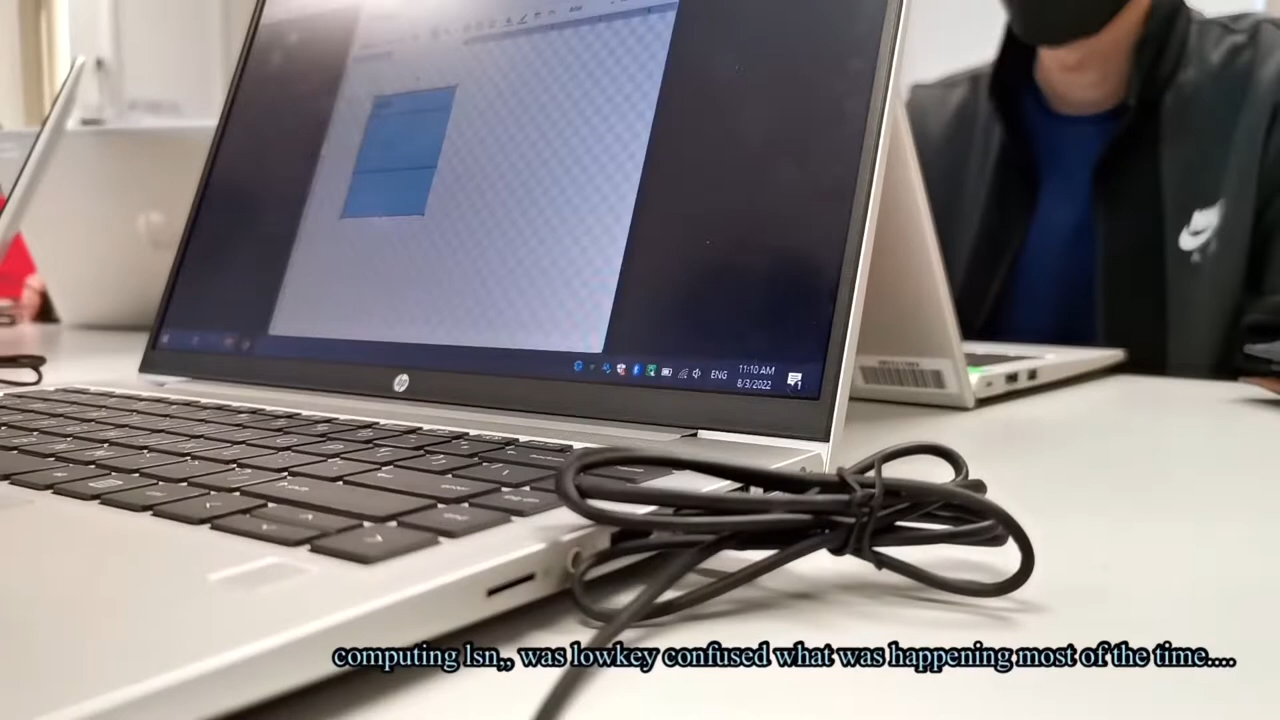 11:10 AM
ENG
8/3/2022
hp
computing lsn,, was lowkey confused what was happening most of the time....